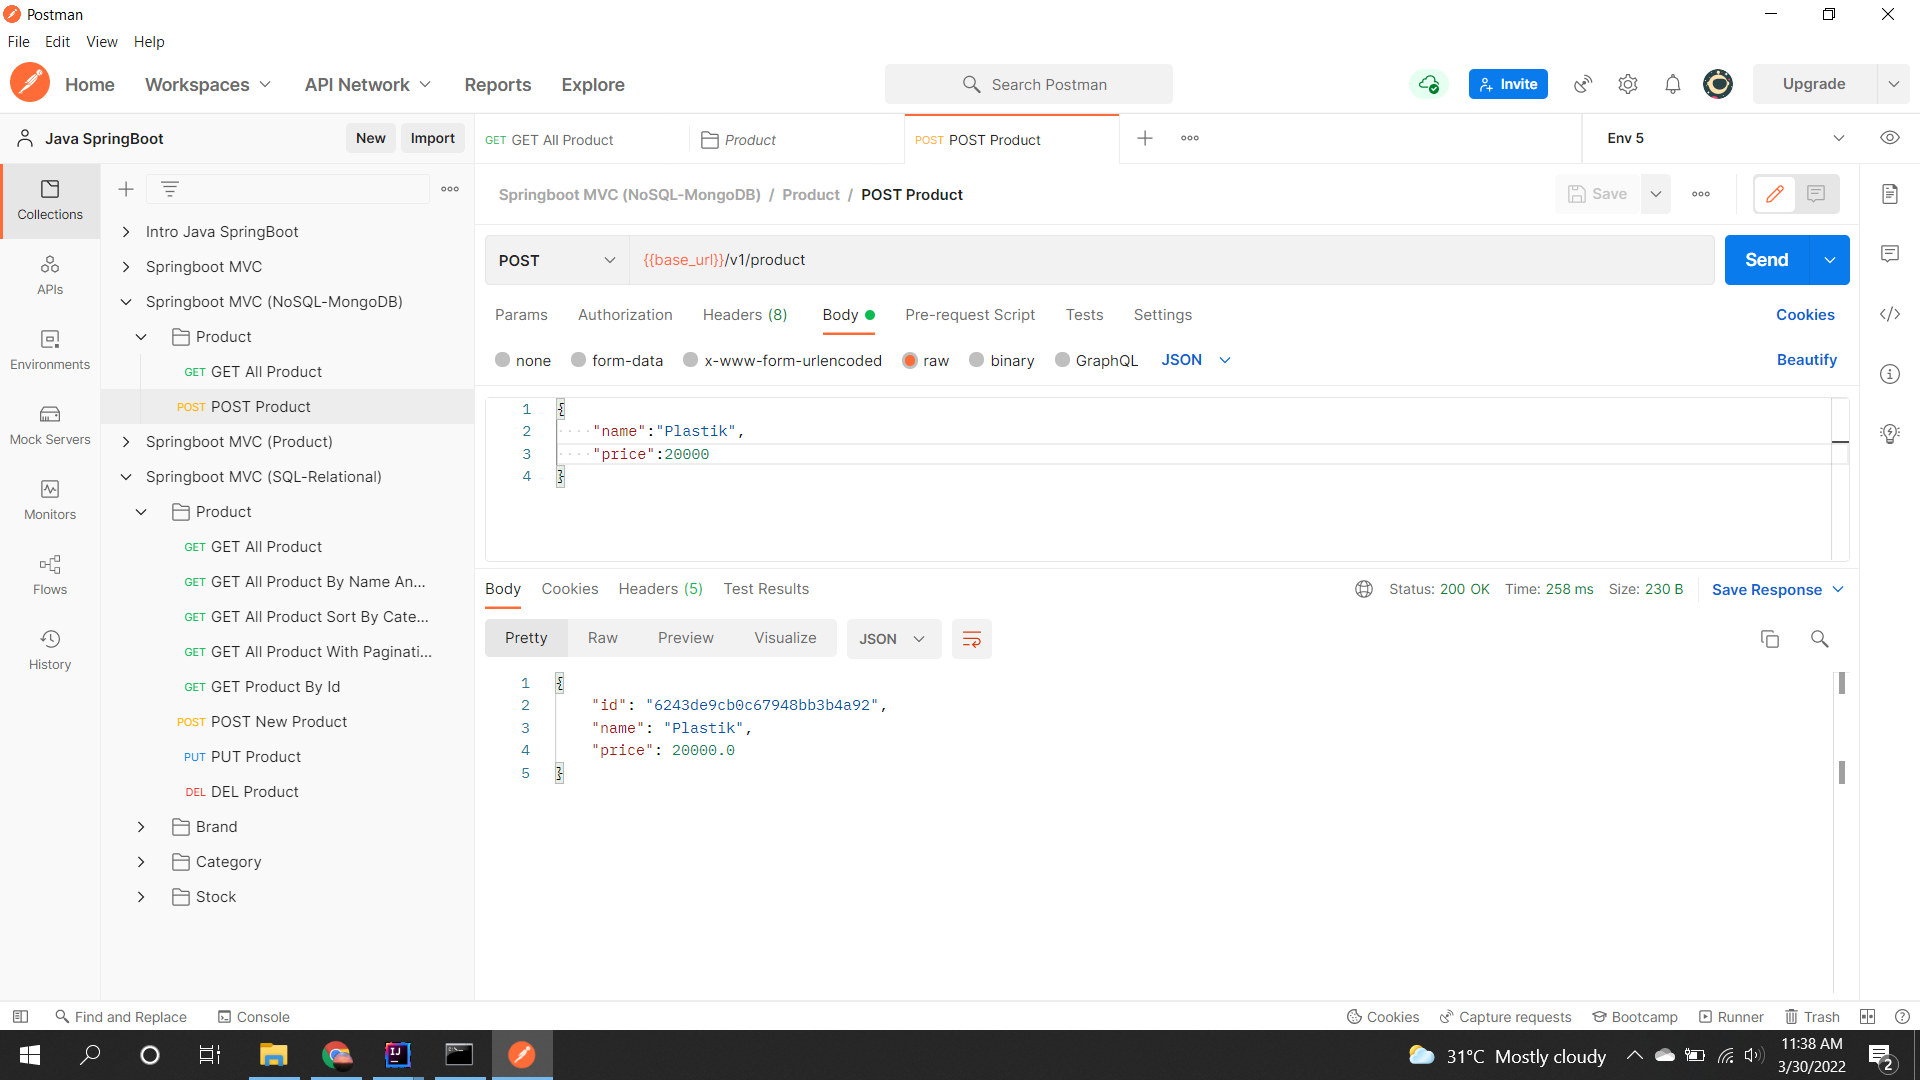 Postman
File Edit View Help
Home Workspaces API Network Reports Explore Search Postman Invite Upgrade
Java SpringBoot New Import GET GET All Product Product POST POST Product Env 5
Springboot MVC (NoSQL-MongoDB) / Product / POST Product Save
Collections
APIs
Environments
Mock Servers
Monitors
Flows
History
Intro Java SpringBoot
Springboot MVC
Springboot MVC (NoSQL-MongoDB)
Product
GET GET All Product
POST POST Product
Springboot MVC (Product)
Springboot MVC (SQL-Relational)
Product
GET GET All Product
GET GET All Product By Name An...
GET GET All Product Sort By Cate...
GET GET All Product With Paginati...
GET GET Product By Id
POST POST New Product
PUT PUT Product
DEL DEL Product
Brand
Category
Stock
POST {{base_url}}/v1/product Send
Params Authorization Headers (8) Body Pre-request Script Tests Settings Cookies
none form-data x-www-form-urlencoded raw binary GraphQL JSON Beautify
1 {
2 "name":"Plastik",
3 "price":20000
4 }
Body Cookies Headers (5) Test Results Status: 200 OK Time: 258 ms Size: 230 B Save Response
Pretty Raw Preview Visualize JSON
1 {
2 "id": "6243de9cb0c67948bb3b4a92",
3 "name": "Plastik",
4 "price": 20000.0
5 }
Find and Replace Console Cookies Capture requests Bootcamp Runner Trash
31°C Mostly cloudy 11:38 AM
3/30/2022 2